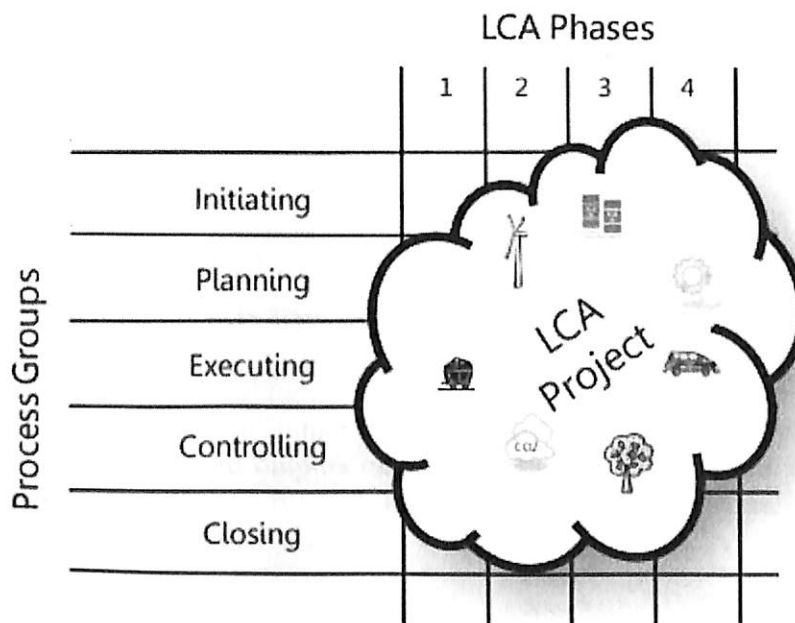 LCA Phases
1 2 3 4
Process Groups
Initiating
Planning
Executing
Controlling
Closing
LCA
Project
CO2